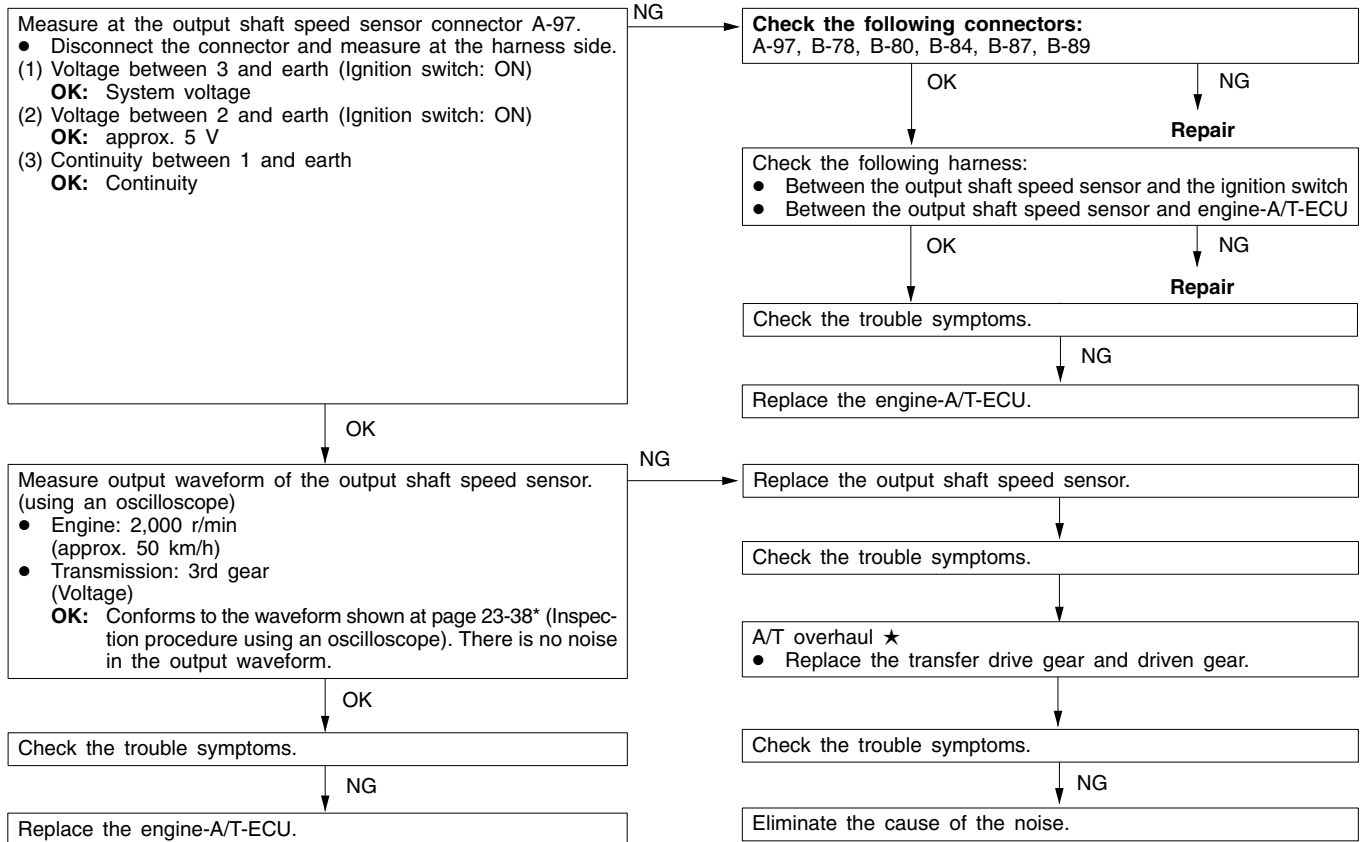 Measure at the output shaft speed sensor connector A-97.
● Disconnect the connector and measure at the harness side.
(1) Voltage between 3 and earth (Ignition switch: ON)
OK: System voltage
(2) Voltage between 2 and earth (Ignition switch: ON)
OK: approx. 5 V
(3) Continuity between 1 and earth
OK: Continuity
NG
Check the following connectors:
A-97, B-78, B-80, B-84, B-87, B-89
OK
NG
Repair
Check the following harness:
● Between the output shaft speed sensor and the ignition switch
● Between the output shaft speed sensor and engine-A/T-ECU
OK
NG
Repair
Check the trouble symptoms.
NG
Replace the engine-A/T-ECU.
OK
Measure output waveform of the output shaft speed sensor.
(using an oscilloscope)
● Engine: 2,000 r/min
(approx. 50 km/h)
● Transmission: 3rd gear
(Voltage)
OK: Conforms to the waveform shown at page 23-38* (Inspec-
tion procedure using an oscilloscope). There is no noise
in the output waveform.
NG
Replace the output shaft speed sensor.
Check the trouble symptoms.
A/T overhaul ★
● Replace the transfer drive gear and driven gear.
Check the trouble symptoms.
NG
Eliminate the cause of the noise.
OK
Check the trouble symptoms.
NG
Replace the engine-A/T-ECU.